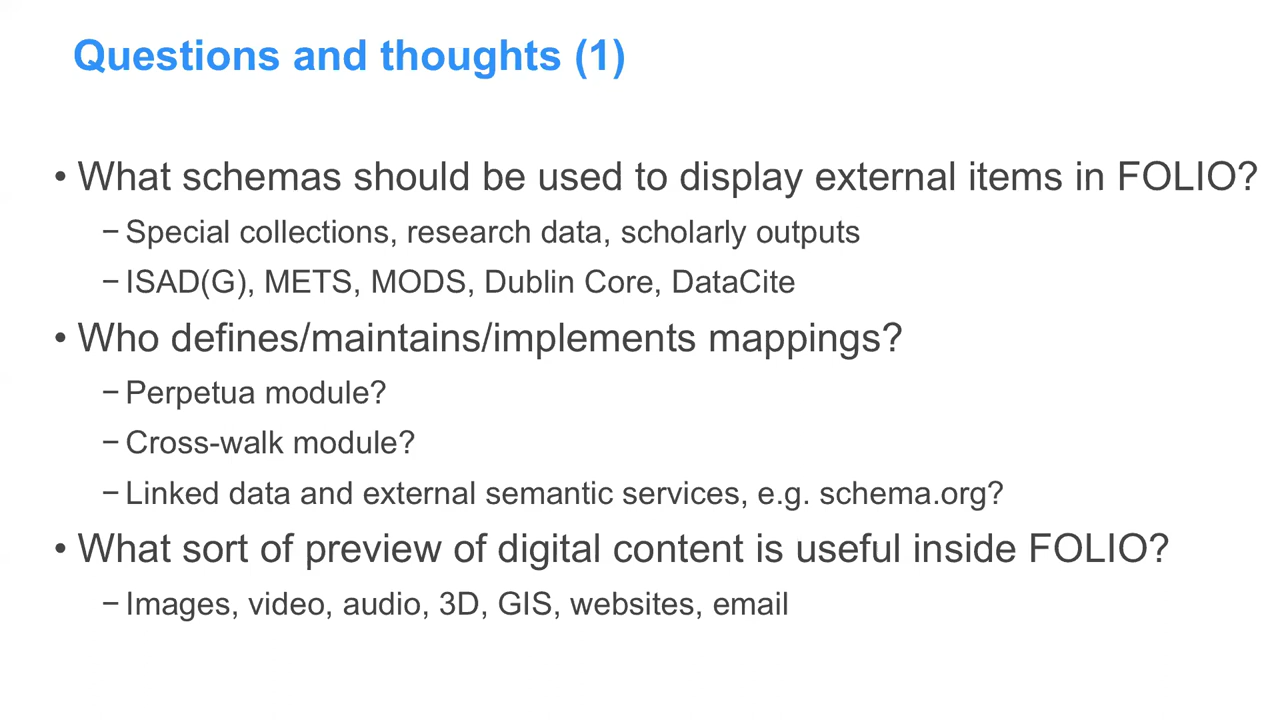 Questions and thoughts (1)
• What schemas should be used to display external items in FOLIO?
− Special collections, research data, scholarly outputs
− ISAD(G), METS, MODS, Dublin Core, DataCite
• Who defines/maintains/implements mappings?
− Perpetua module?
− Cross-walk module?
− Linked data and external semantic services, e.g. schema.org?
• What sort of preview of digital content is useful inside FOLIO?
− Images, video, audio, 3D, GIS, websites, email